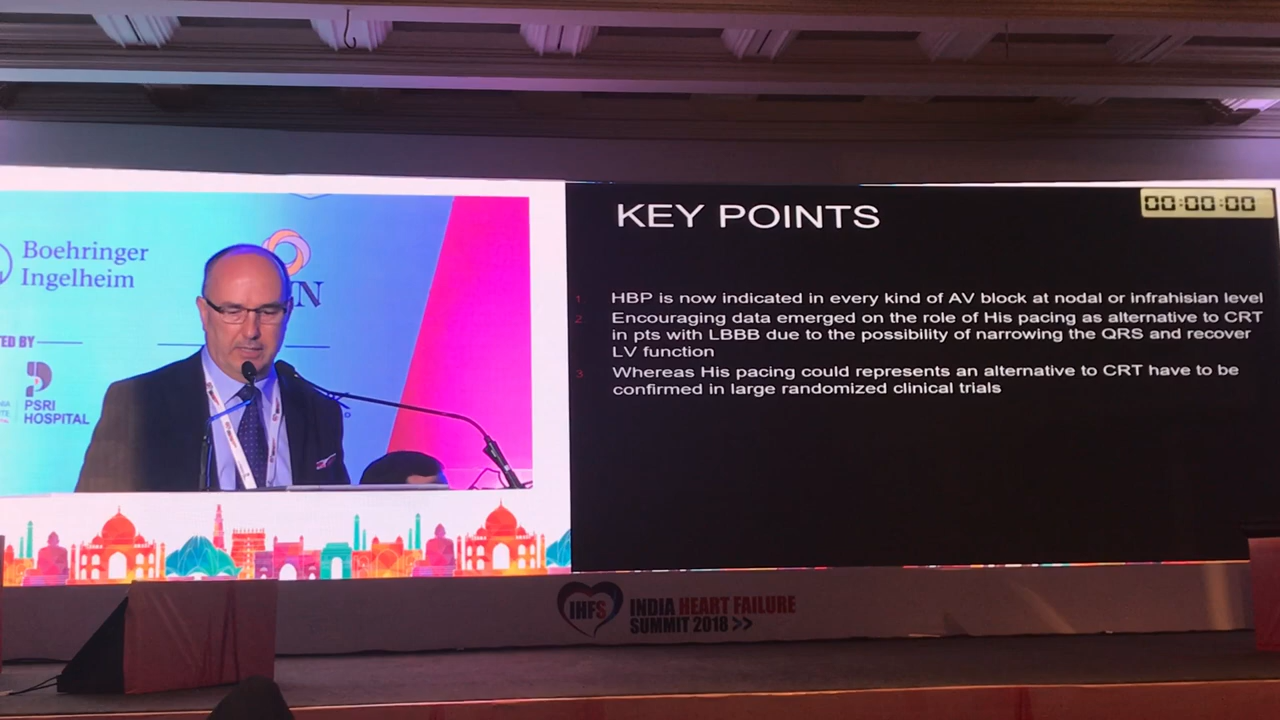 Boehringer
Ingelheim
TED BY
PSRI
HOSPITAL
KEY POINTS
00:00:00
1. HBP is now indicated in every kind of AV block at nodal or infrahisian level
2. Encouraging data emerged on the role of His pacing as alternative to CRT
in pts with LBBB due to the possibility of narrowing the QRS and recover
LV function
3. Whereas His pacing could represents an alternative to CRT have to be
confirmed in large randomized clinical trials
IHFS
INDIA HEART FAILURE
SUMMIT 2018 >>